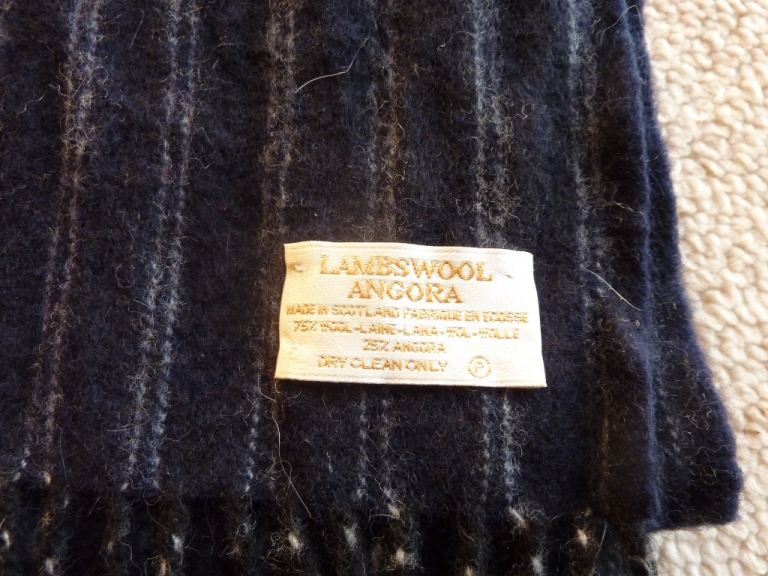 LAMBSWOOL
ANGORA
MADE IN SCOTLAND FABRIQUE EN ECOSSE
75% WOOL-LAINE-LANA-WOL-WOLLE
25% ANGORA
DRY CLEAN ONLY P